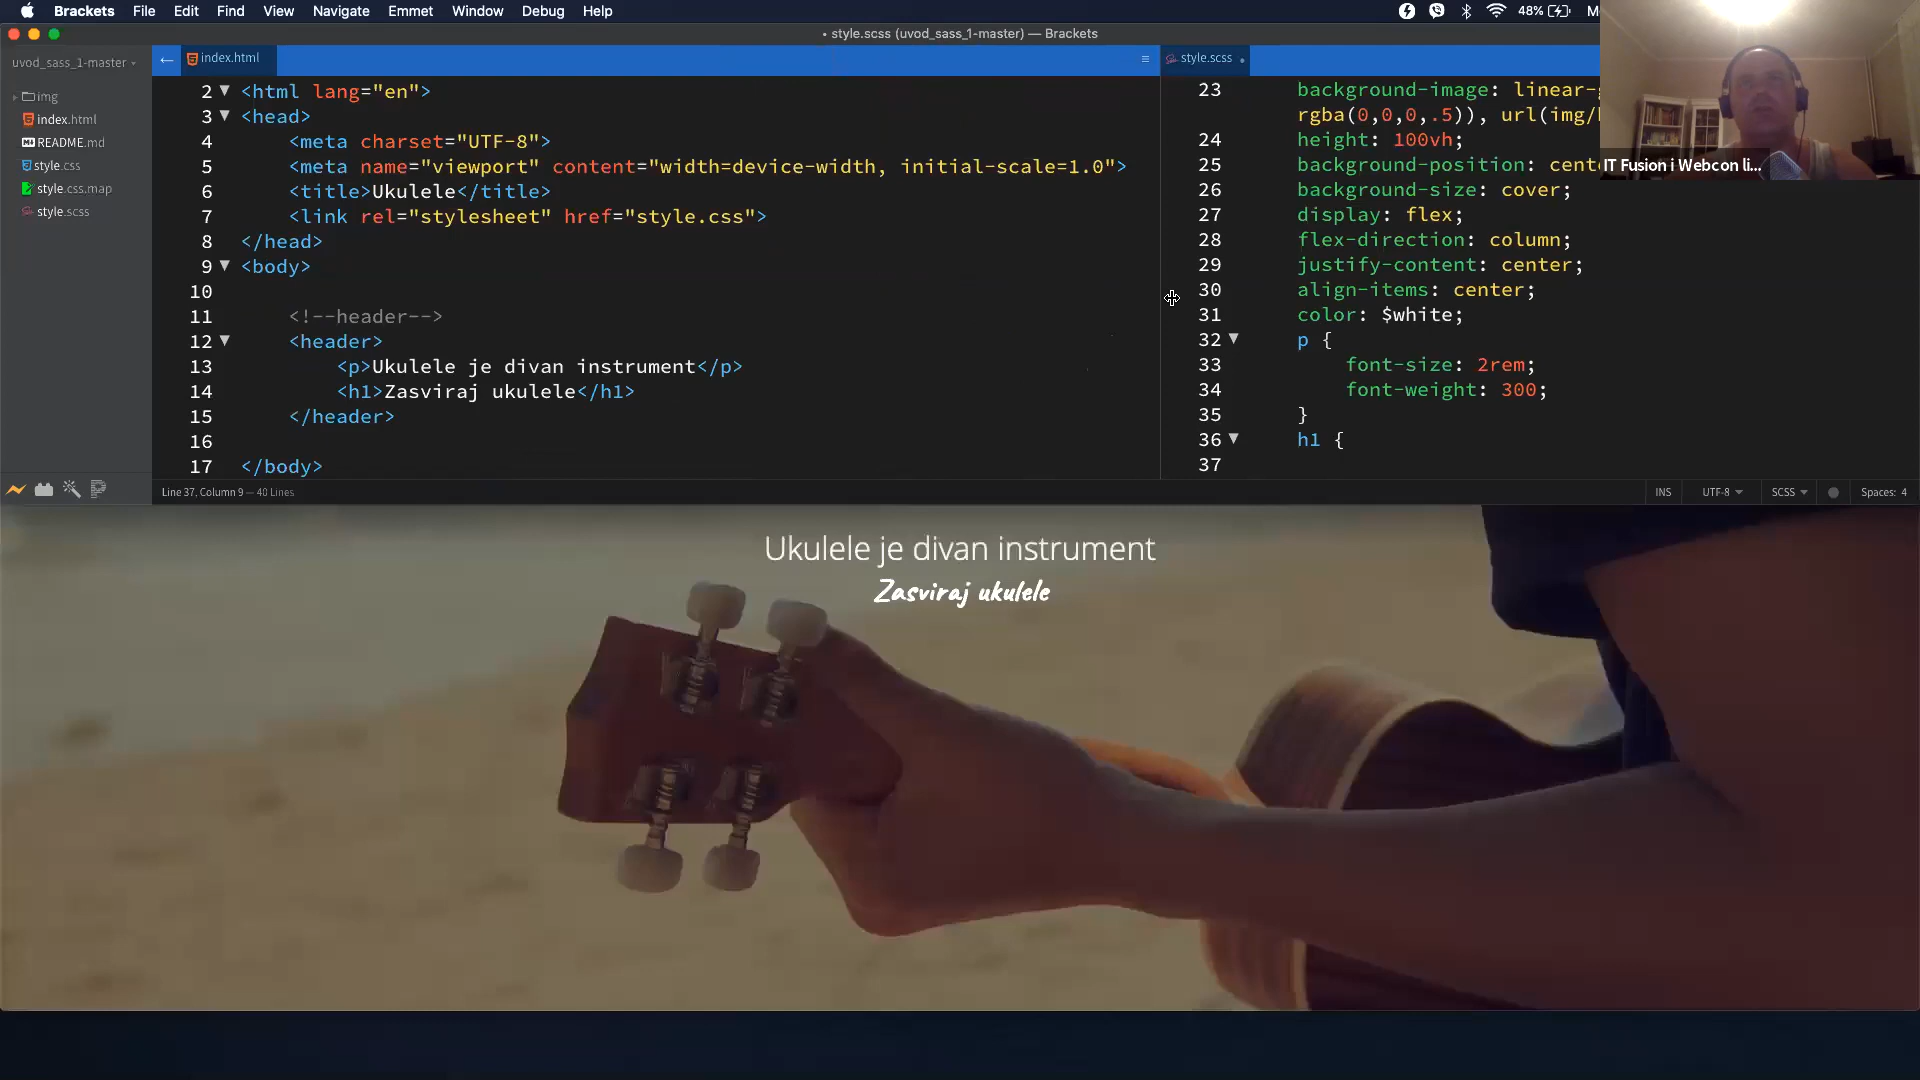 Brackets File Edit Find View Navigate Emmet Window Debug Help
48%
• style.scss (uvod_sass_1-master) — Brackets
uvod_sass_1-master
img
index.html
README.md
style.css
style.css.map
style.scss
index.html
2 <html lang="en">
3 <head>
4 <meta charset="UTF-8">
5 <meta name="viewport" content="width=device-width, initial-scale=1.0">
6 <title>Ukulele</title>
7 <link rel="stylesheet" href="style.css">
8 </head>
9 <body>
10
11 <!--header-->
12 <header>
13 <p>Ukulele je divan instrument</p>
14 <h1>Zasviraj ukulele</h1>
15 </header>
16
17 </body>
style.scss
23 background-image: linear-
rgba(0,0,0,.5)), url(img/
24 height: 100vh;
25 background-position: cent
26 background-size: cover;
27 display: flex;
28 flex-direction: column;
29 justify-content: center;
30 align-items: center;
31 color: $white;
32 p {
33 font-size: 2rem;
34 font-weight: 300;
35 }
36 h1 {
37
IT Fusion i Webcon li...
Line 37, Column 9 — 40 Lines
INS UTF-8 SCSS Spaces: 4
Ukulele je divan instrument
Zasviraj ukulele